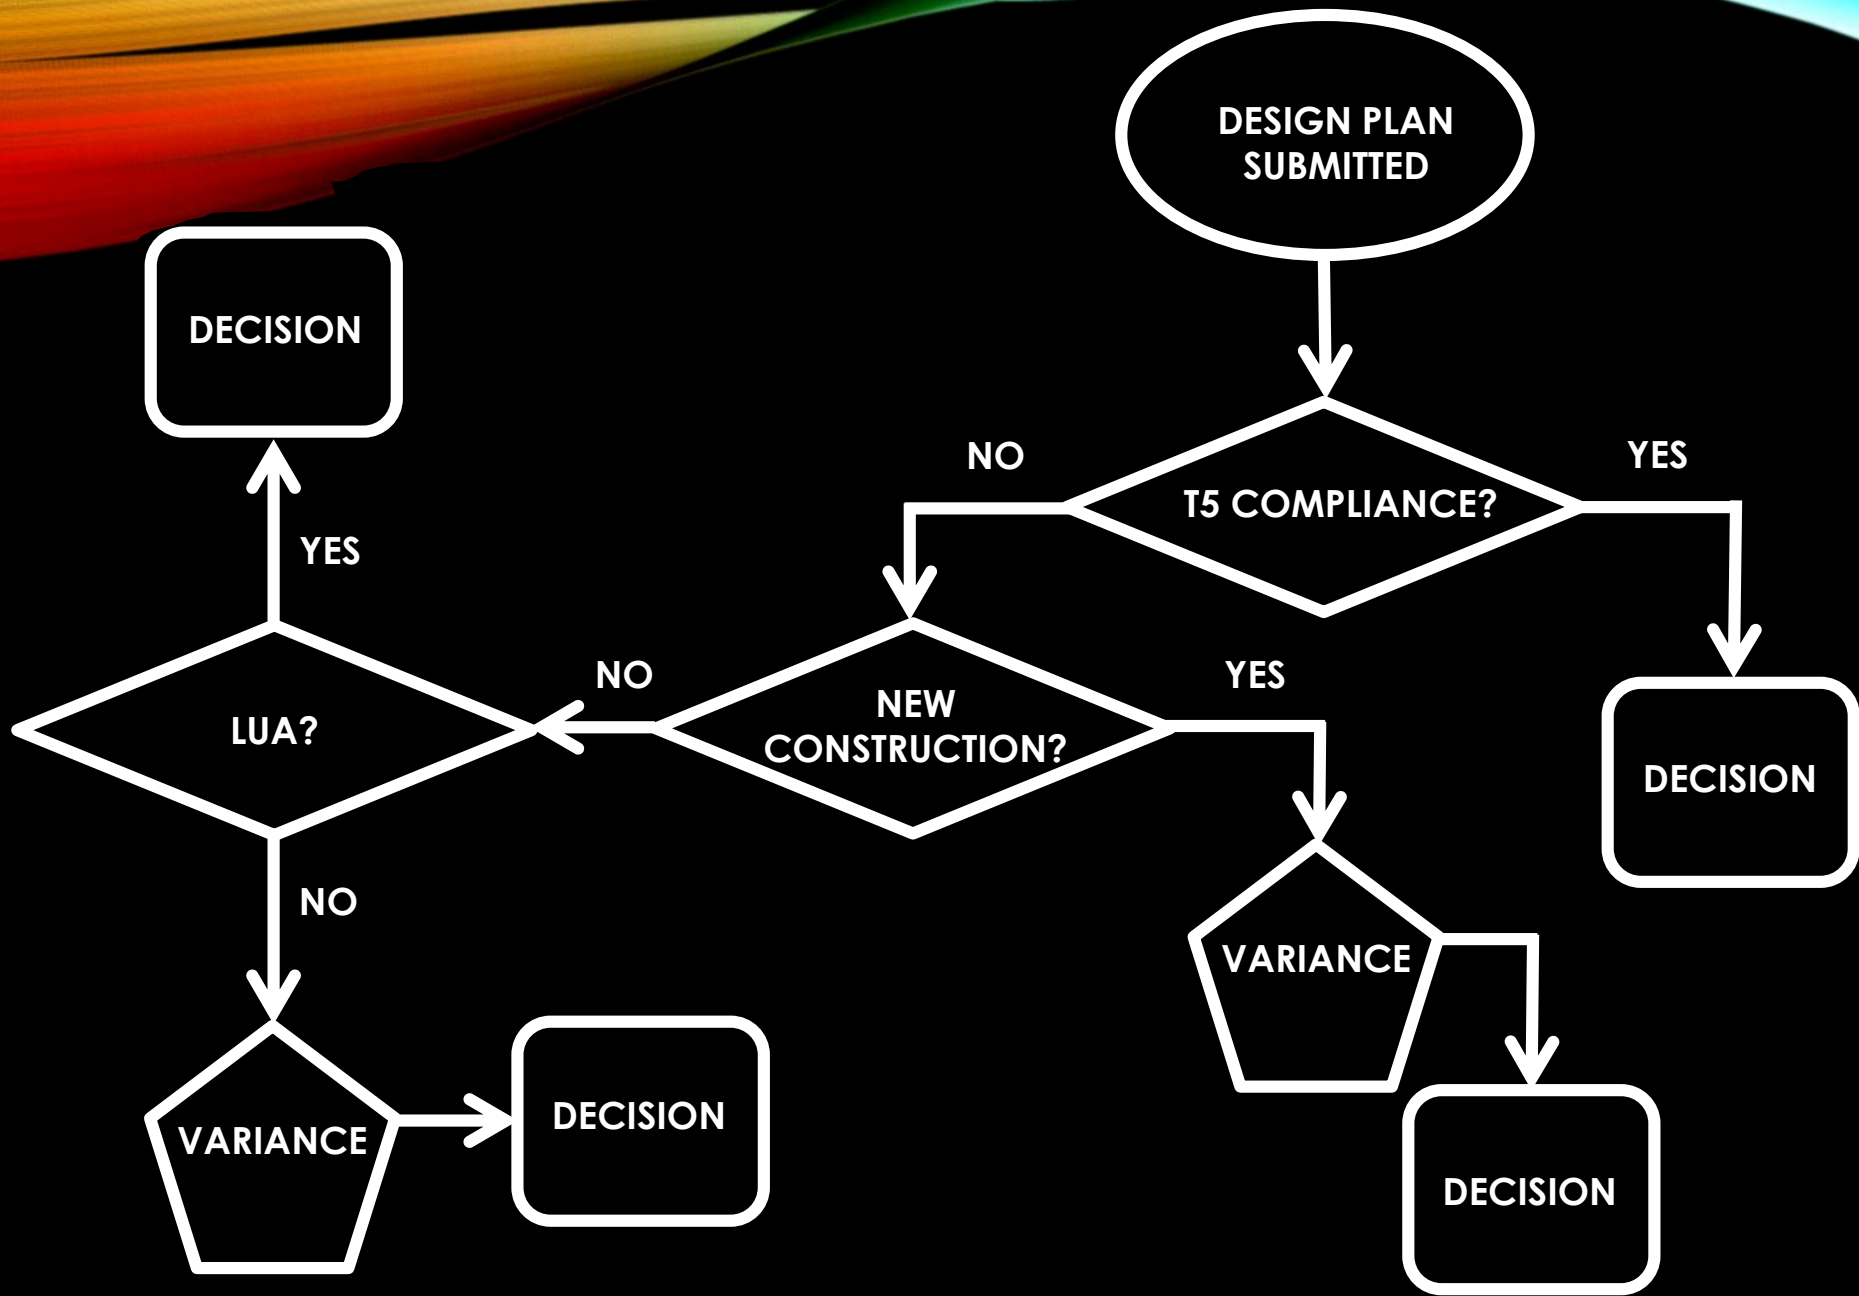 DESIGN PLAN
SUBMITTED
DECISION
NO
YES
T5 COMPLIANCE?
YES
NO
YES
NEW
CONSTRUCTION?
LUA?
DECISION
NO
VARIANCE
DECISION
VARIANCE
DECISION